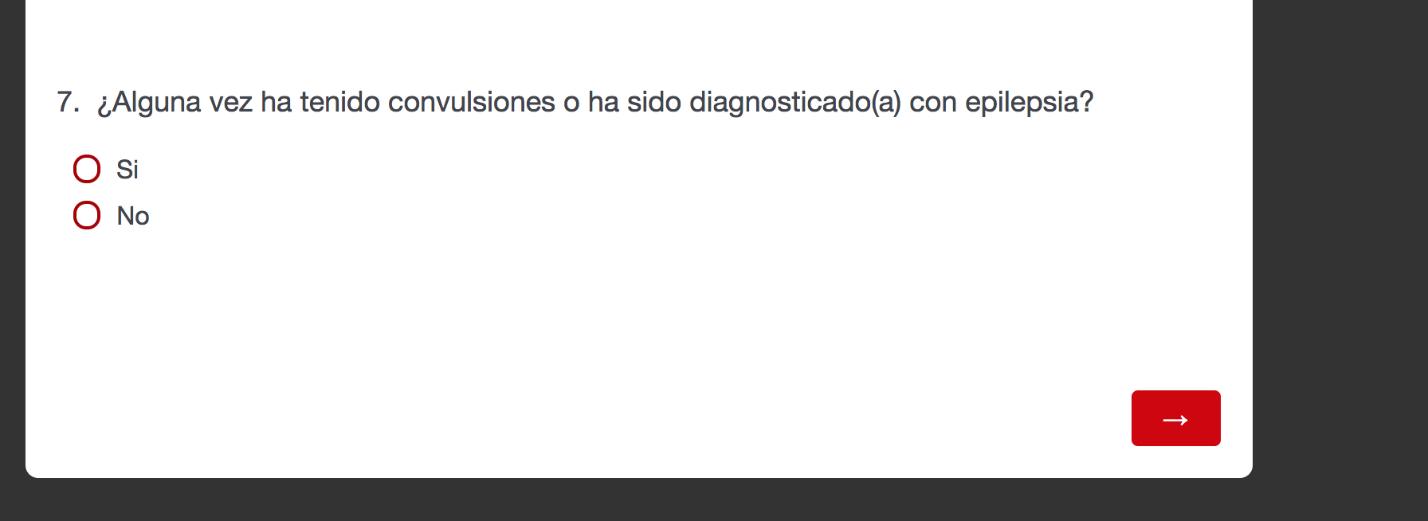 7. ¿Alguna vez ha tenido convulsiones o ha sido diagnosticado(a) con epilepsia?
Si
No
→